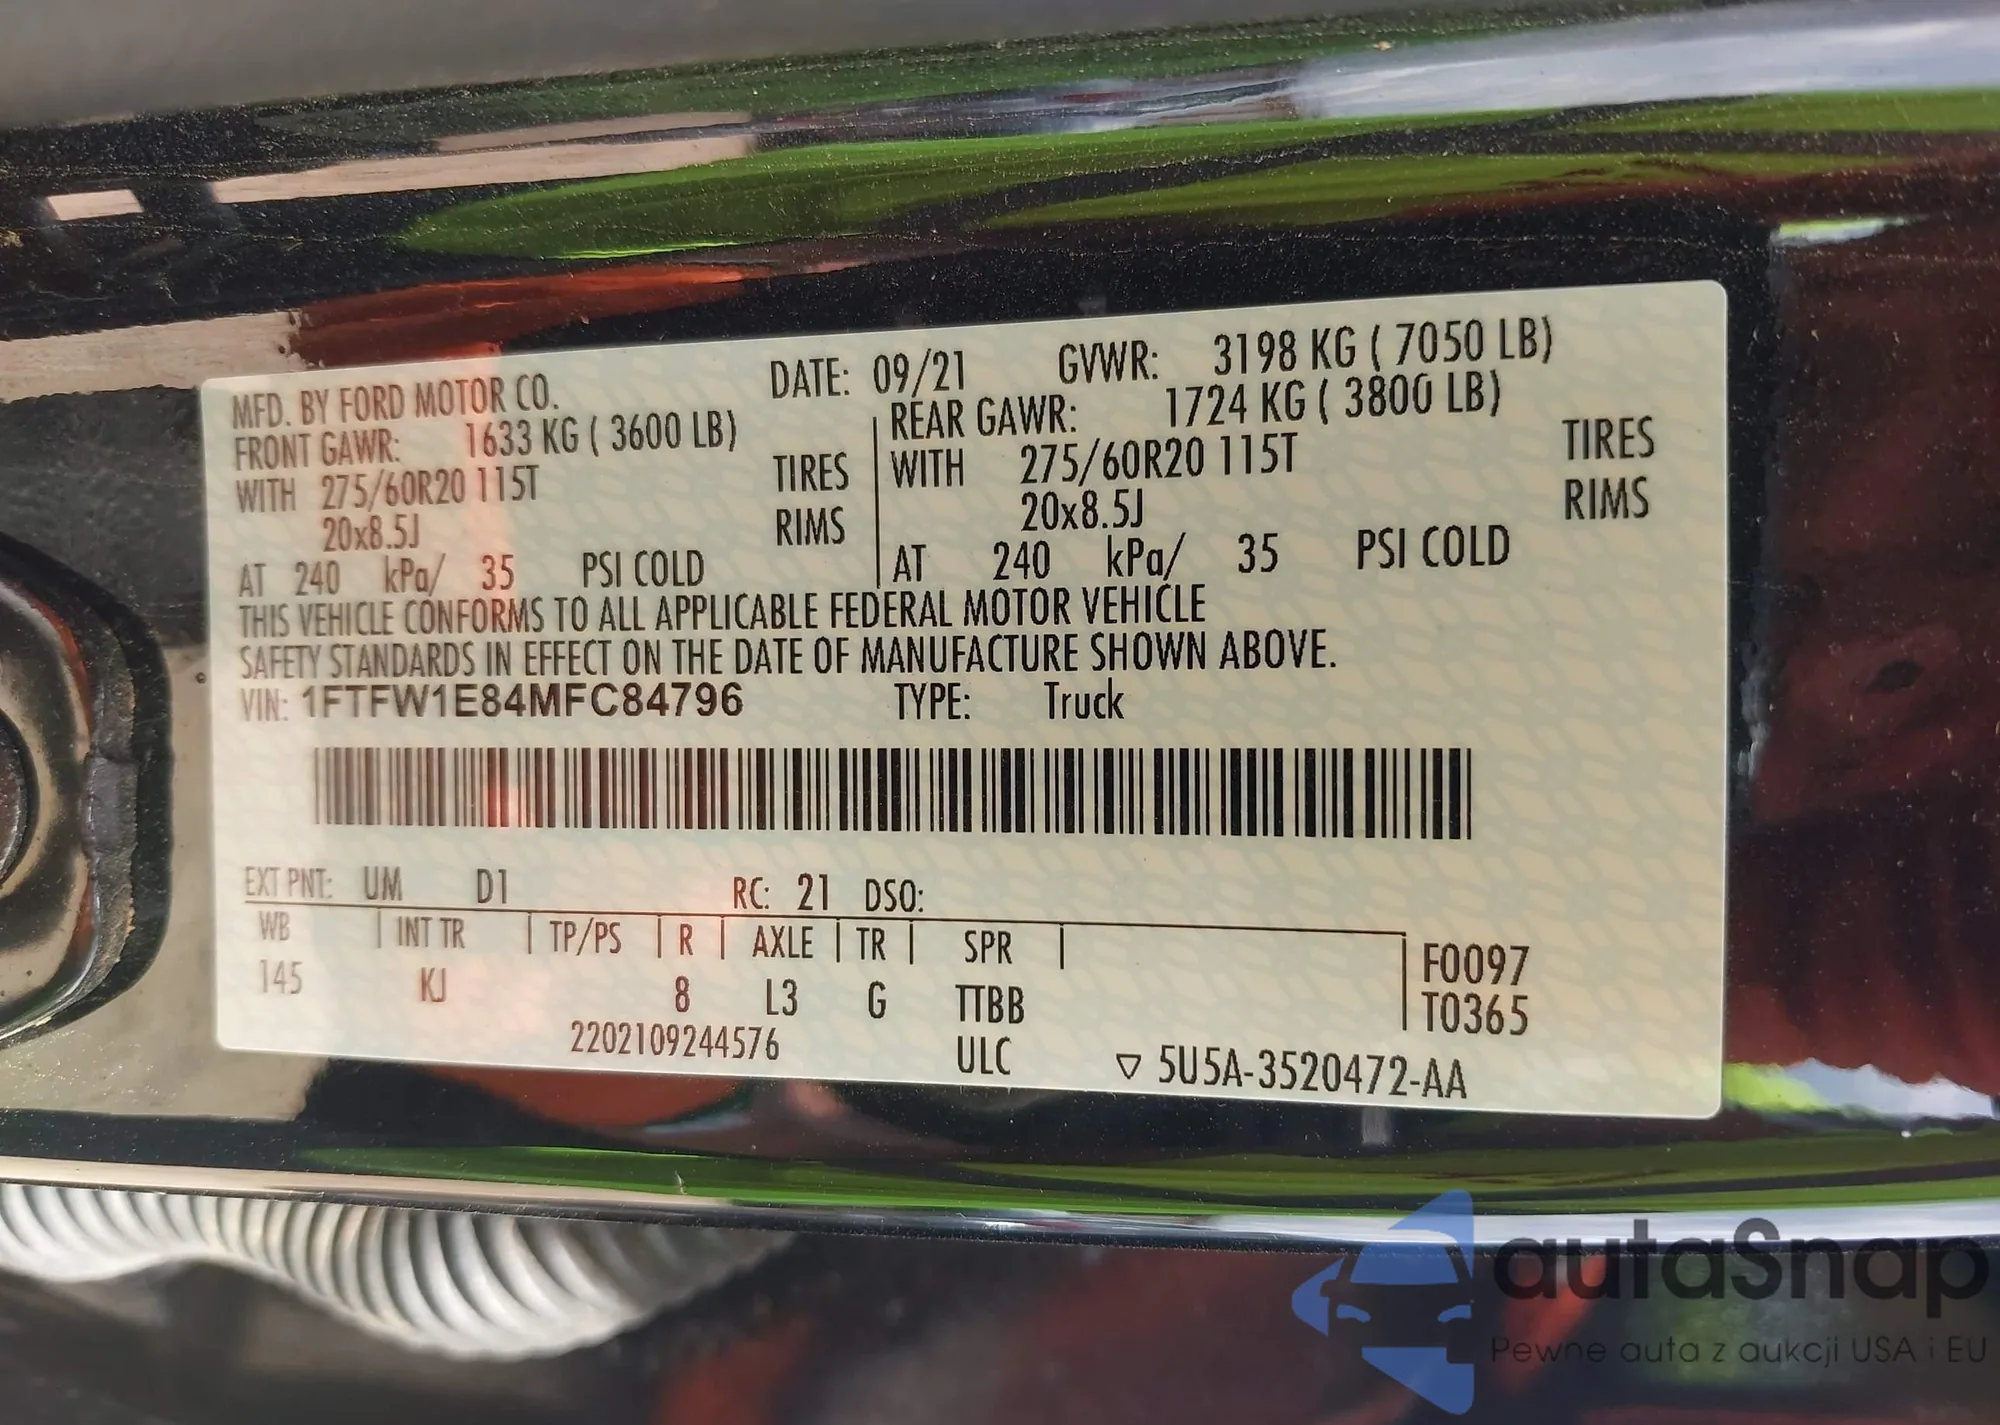 MFD. BY FORD MOTOR CO. DATE: 09/21 GVWR: 3198 KG ( 7050 LB)
FRONT GAWR: 1633 KG ( 3600 LB) REAR GAWR: 1724 KG ( 3800 LB)
WITH 275/60R20 115T TIRES WITH 275/60R20 115T TIRES
20x8.5J RIMS 20x8.5J RIMS
AT 240 kPa/ 35 PSI COLD AT 240 kPa/ 35 PSI COLD
THIS VEHICLE CONFORMS TO ALL APPLICABLE FEDERAL MOTOR VEHICLE
SAFETY STANDARDS IN EFFECT ON THE DATE OF MANUFACTURE SHOWN ABOVE.
VIN: 1FTFW1E84MFC84796 TYPE: Truck
EXT PNT: UM D1 RC: 21 DSO:
WB INT TR TP/PS R AXLE TR SPR F0097
145 KJ 8 L3 G TTBB T0365
2202109244576 ULC ▽ 5U5A-3520472-AA
autaSnap
Pewne auta z aukcji USA i EU